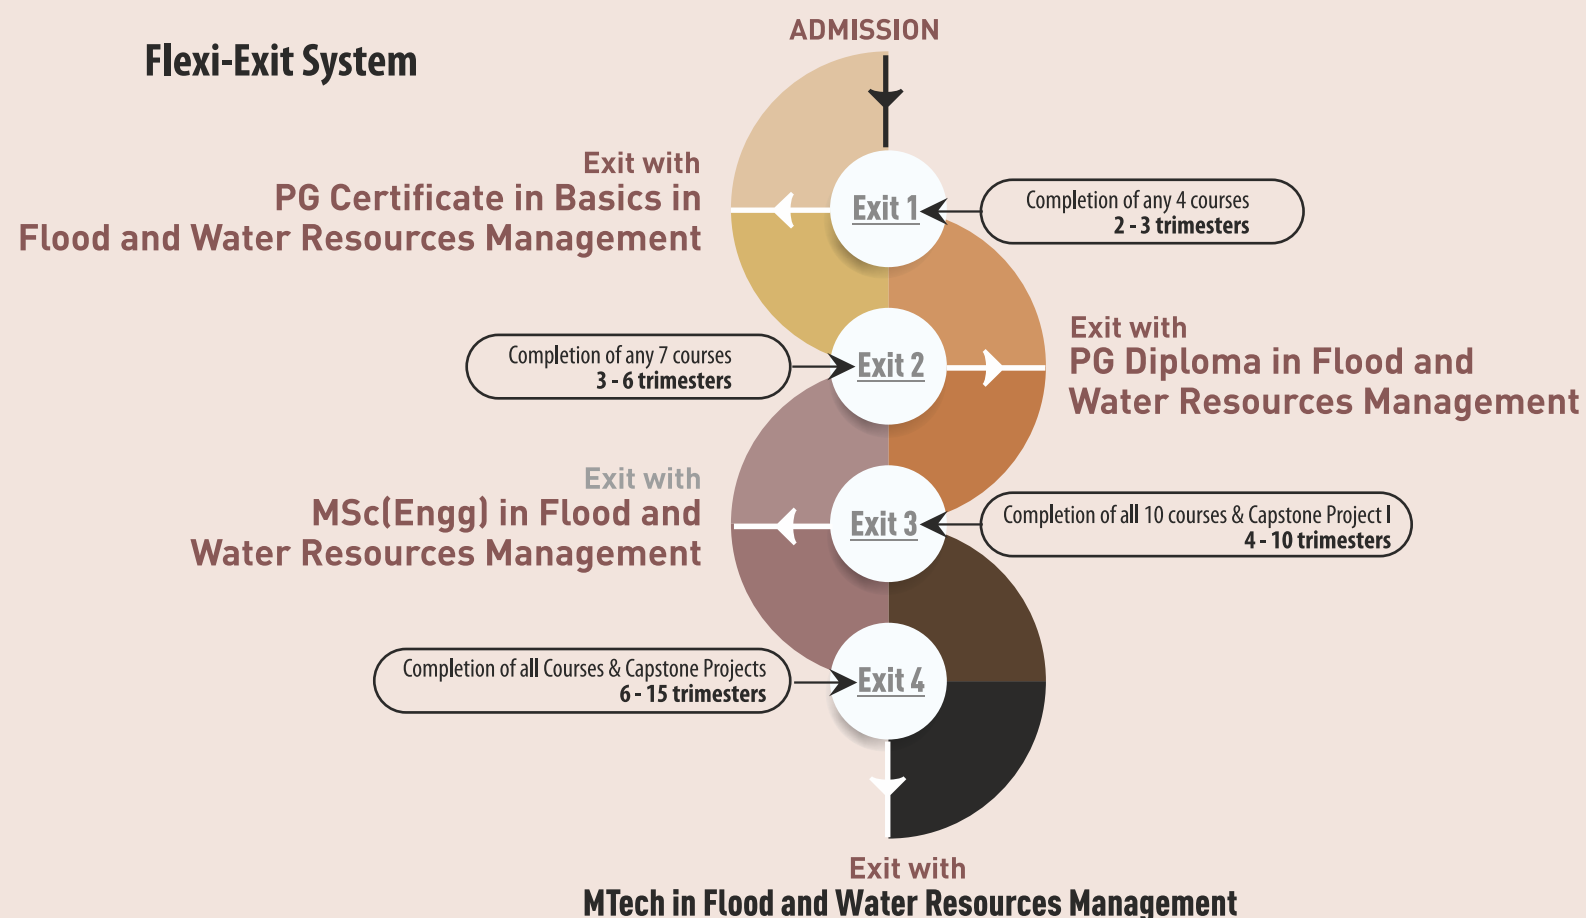 ADMISSION
Flexi-Exit System
Exit with
PG Certificate in Basics in
Flood and Water Resources Management
Exit 1
Completion of any 4 courses
2 - 3 trimesters
Completion of any 7 courses
3 - 6 trimesters
Exit 2
Exit with
PG Diploma in Flood and
Water Resources Management
Exit with
MSc(Engg) in Flood and
Water Resources Management
Exit 3
Completion of all 10 courses & Capstone Project I
4 - 10 trimesters
Completion of all Courses & Capstone Projects
6 - 15 trimesters
Exit 4
Exit with
MTech in Flood and Water Resources Management